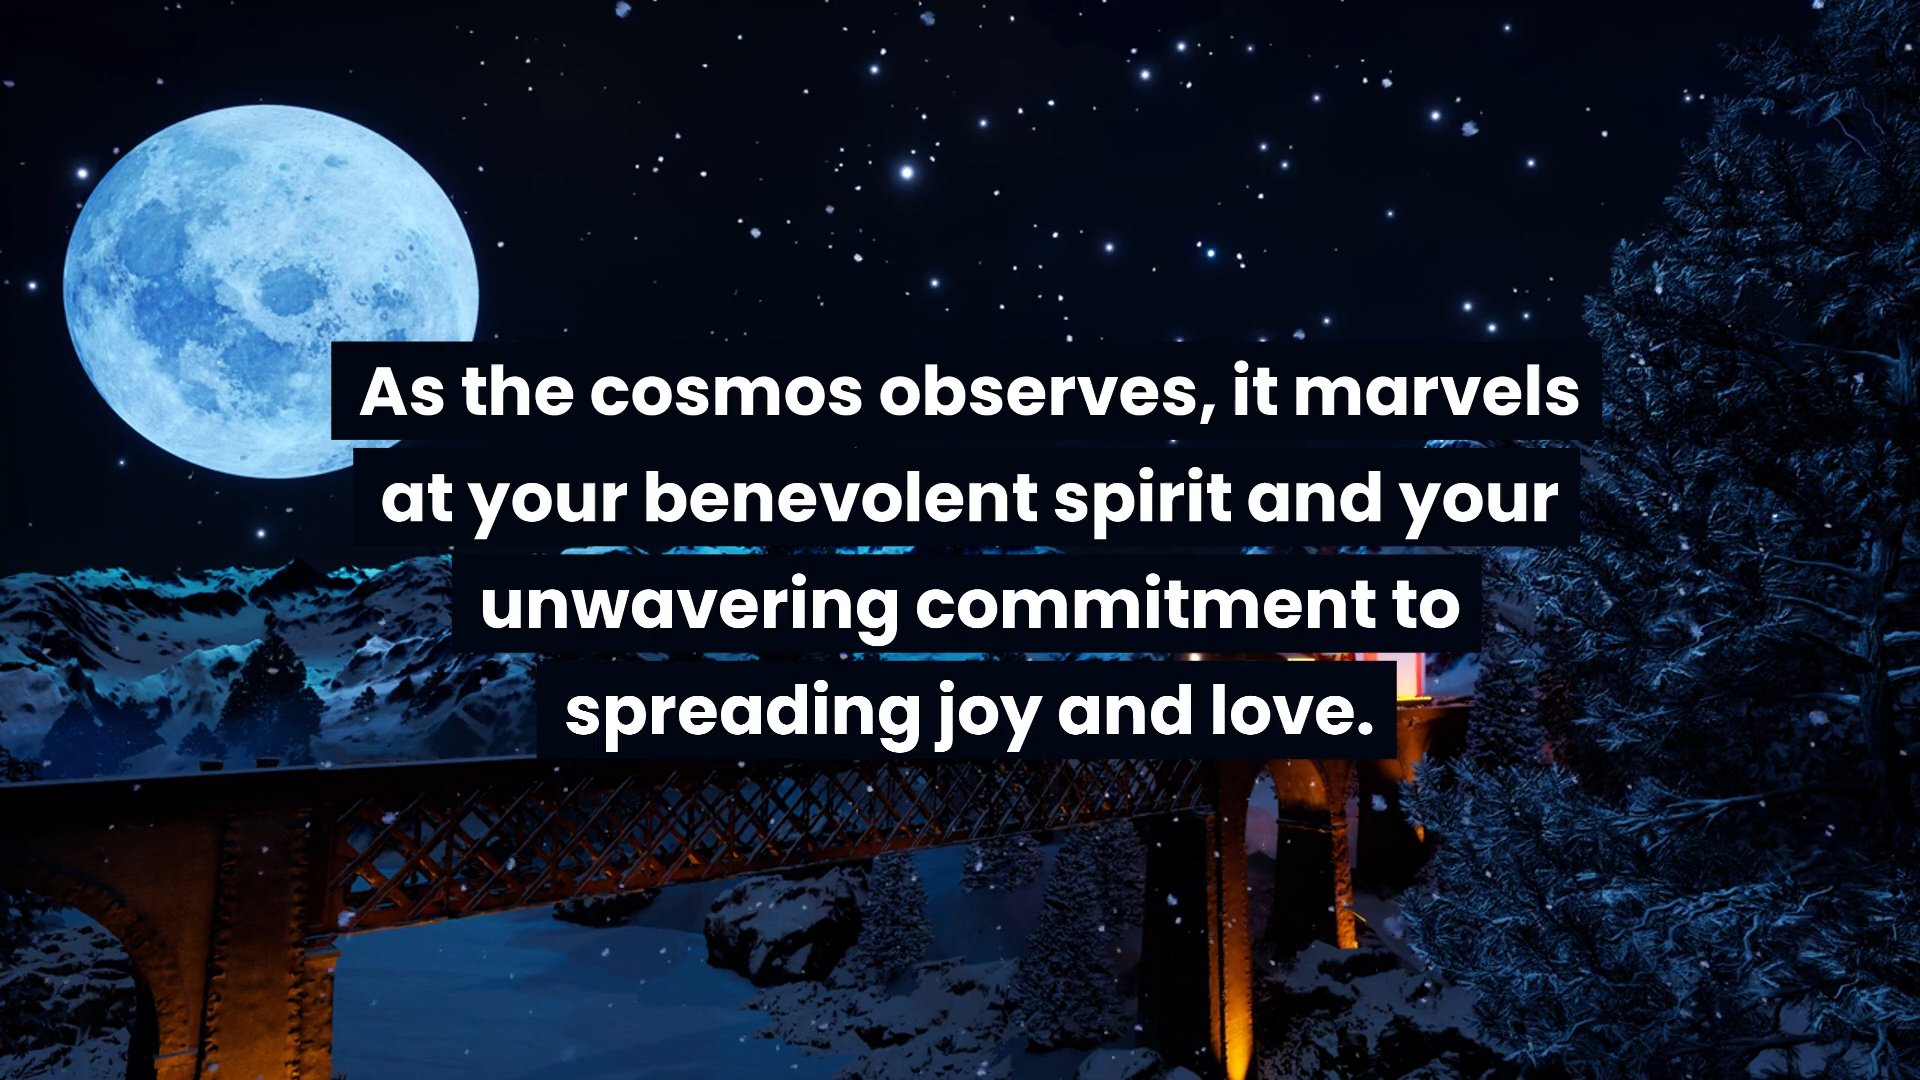 As the cosmos observes, it marvels
at your benevolent spirit and your
unwavering commitment to
spreading joy and love.